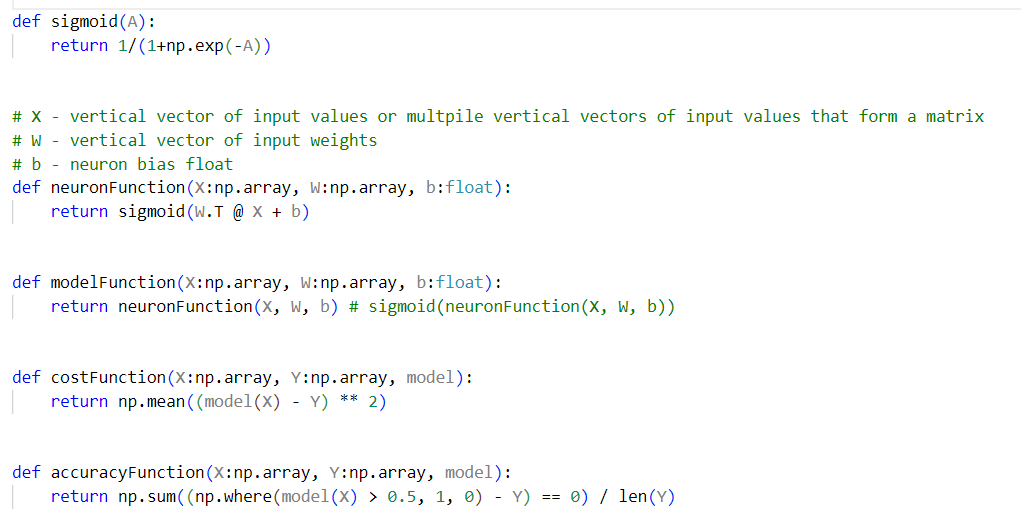 def sigmoid(A):
    return 1/(1+np.exp(-A))
# X - vertical vector of input values or multpile vertical vectors of input values that form a matrix
# W - vertical vector of input weights
# b - neuron bias float
def neuronFunction(X:np.array, W:np.array, b:float):
    return sigmoid(W.T @ X + b)
def modelFunction(X:np.array, W:np.array, b:float):
    return neuronFunction(X, W, b) # sigmoid(neuronFunction(X, W, b))
def costFunction(X:np.array, Y:np.array, model):
    return np.mean((model(X) - Y) ** 2)
def accuracyFunction(X:np.array, Y:np.array, model):
    return np.sum((np.where(model(X) > 0.5, 1, 0) - Y) == 0) / len(Y)